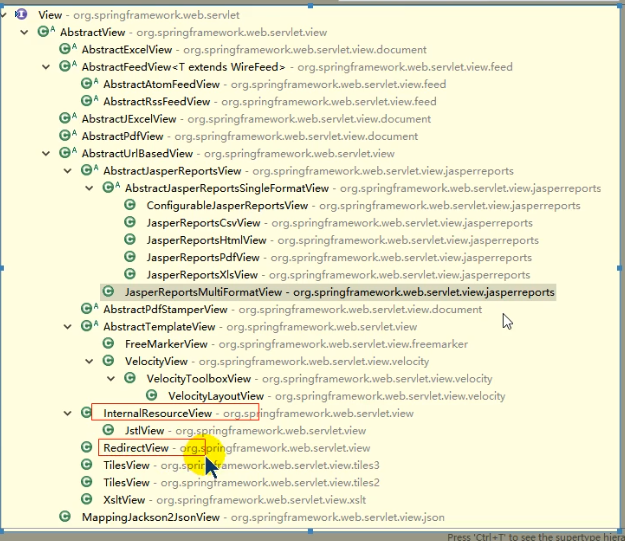 View - org.springframework.web.servlet
AbstractView - org.springframework.web.servlet.view
AbstractExcelView - org.springframework.web.servlet.view.document
AbstractFeedView<T extends WireFeed> - org.springframework.web.servlet.view.feed
AbstractAtomFeedView - org.springframework.web.servlet.view.feed
AbstractRssFeedView - org.springframework.web.servlet.view.feed
AbstractJExcelView - org.springframework.web.servlet.view.document
AbstractPdfView - org.springframework.web.servlet.view.document
AbstractUrlBasedView - org.springframework.web.servlet.view
AbstractJasperReportsView - org.springframework.web.servlet.view.jasperreports
AbstractJasperReportsSingleFormatView - org.springframework.web.servlet.view.jasperreports
ConfigurableJasperReportsView - org.springframework.web.servlet.view.jasperreports
JasperReportsCsvView - org.springframework.web.servlet.view.jasperreports
JasperReportsHtmlView - org.springframework.web.servlet.view.jasperreports
JasperReportsPdfView - org.springframework.web.servlet.view.jasperreports
JasperReportsXlsView - org.springframework.web.servlet.view.jasperreports
JasperReportsMultiFormatView - org.springframework.web.servlet.view.jasperreports
AbstractPdfStamperView - org.springframework.web.servlet.view.document
AbstractTemplateView - org.springframework.web.servlet.view
FreeMarkerView - org.springframework.web.servlet.view.freemarker
VelocityView - org.springframework.web.servlet.view.velocity
VelocityToolboxView - org.springframework.web.servlet.view.velocity
VelocityLayoutView - org.springframework.web.servlet.view.velocity
InternalResourceView - org.springframework.web.servlet.view
JstlView - org.springframework.web.servlet.view
RedirectView - org.springframework.web.servlet.view
TilesView - org.springframework.web.servlet.view.tiles3
TilesView - org.springframework.web.servlet.view.tiles2
XsltView - org.springframework.web.servlet.view.xslt
MappingJackson2JsonView - org.springframework.web.servlet.view.json
Press 'Ctrl+T' to see the supertype hiera